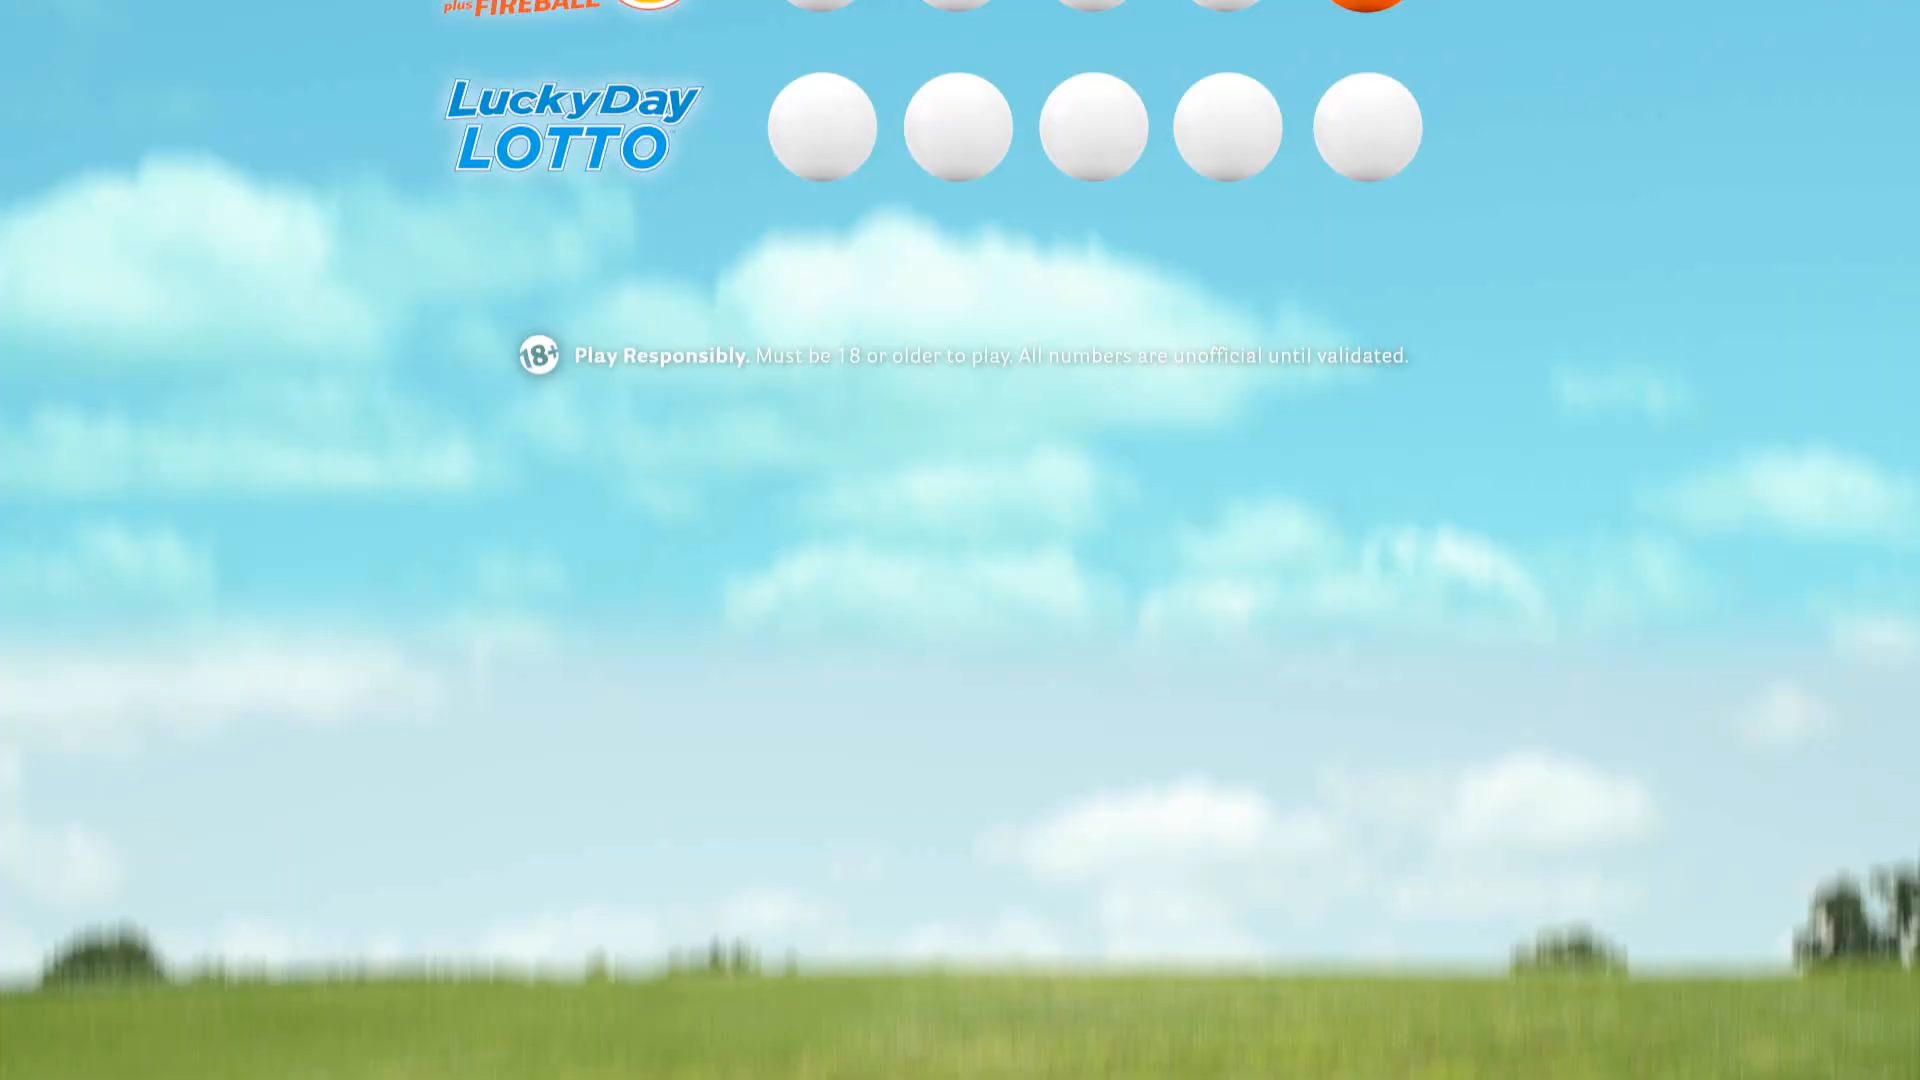 plus FIREBALL
LuckyDay
LOTTO
18+ Play Responsibly. Must be 18 or older to play. All numbers are unofficial until validated.